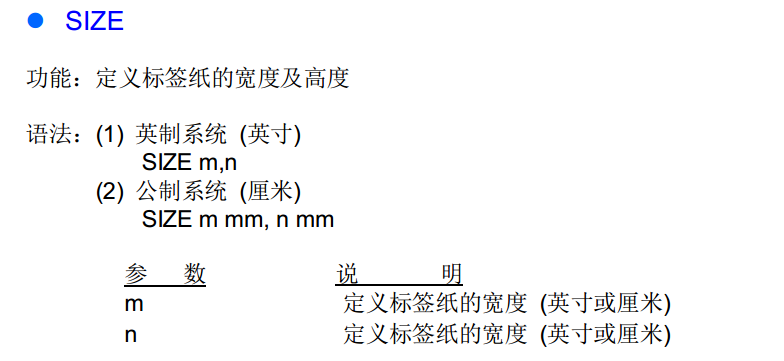 ● SIZE
功能：定义标签纸的宽度及高度
语法：(1) 英制系统 (英寸)
SIZE m,n
(2) 公制系统 (厘米)
SIZE m mm, n mm
参 数 说 明
m 定义标签纸的宽度 (英寸或厘米)
n 定义标签纸的宽度 (英寸或厘米)